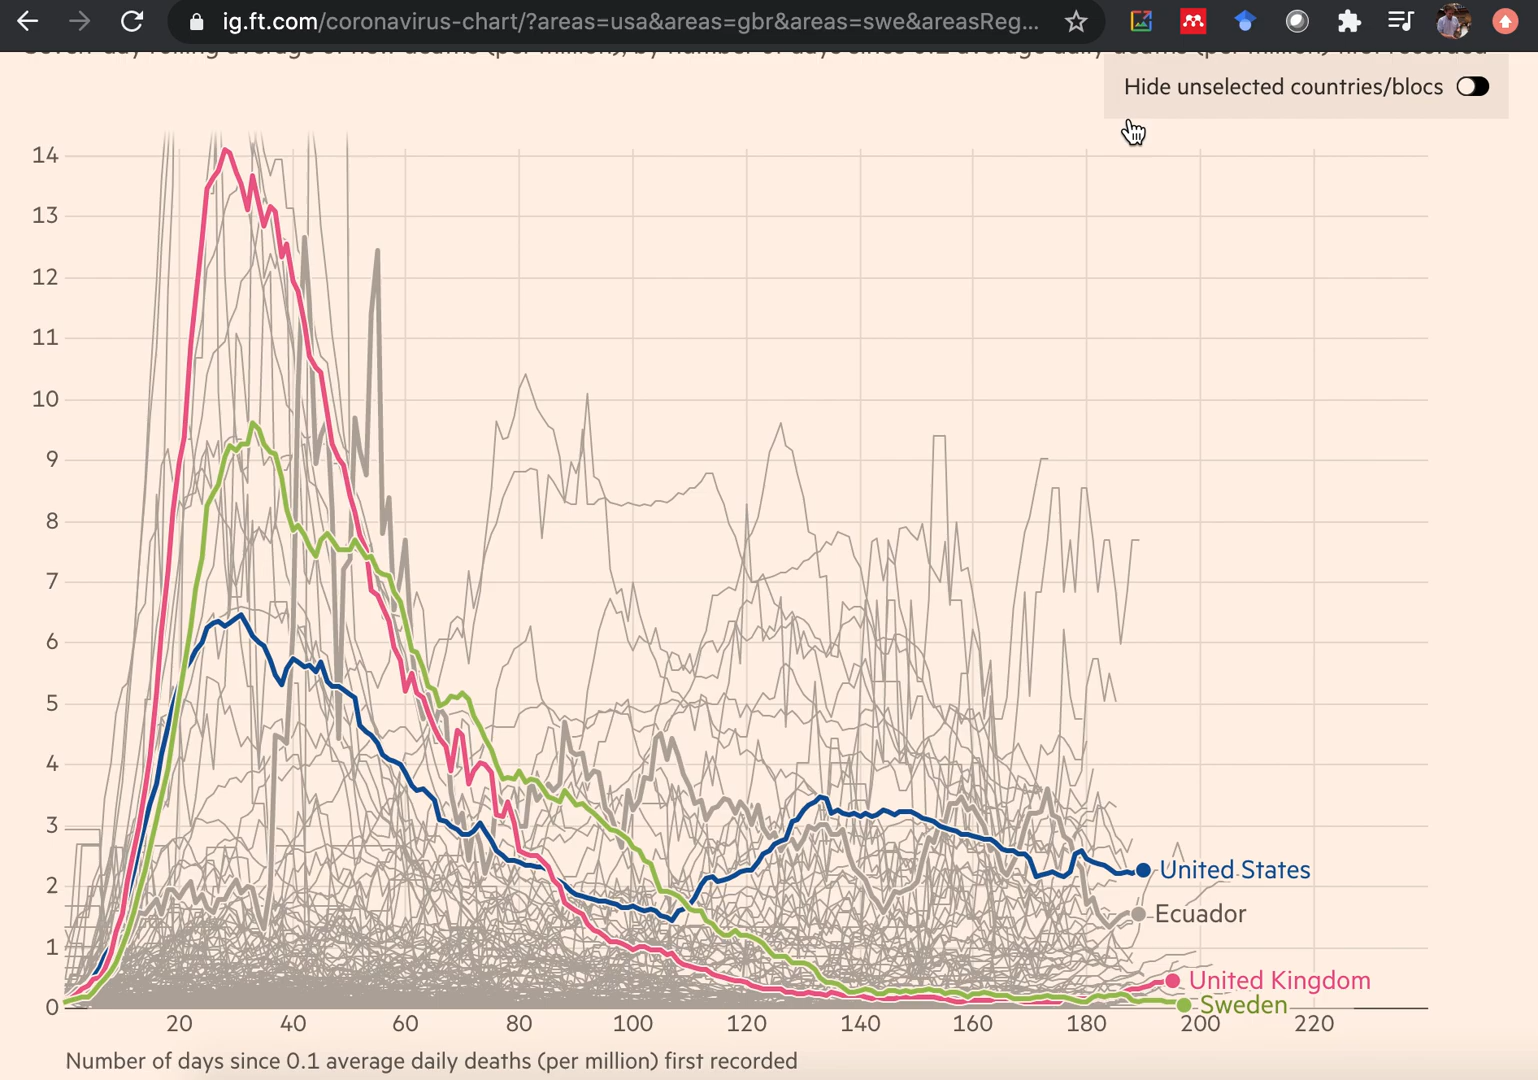 ig.ft.com/coronavirus-chart/?areas=usa&areas=gbr&areas=swe&areasReg...
Hide unselected countries/blocs
14
13
12
11
10
9
8
7
6
5
4
3
2
1
0
United States
Ecuador
United Kingdom
Sweden
20 40 60 80 100 120 140 160 180 200 220
Number of days since 0.1 average daily deaths (per million) first recorded